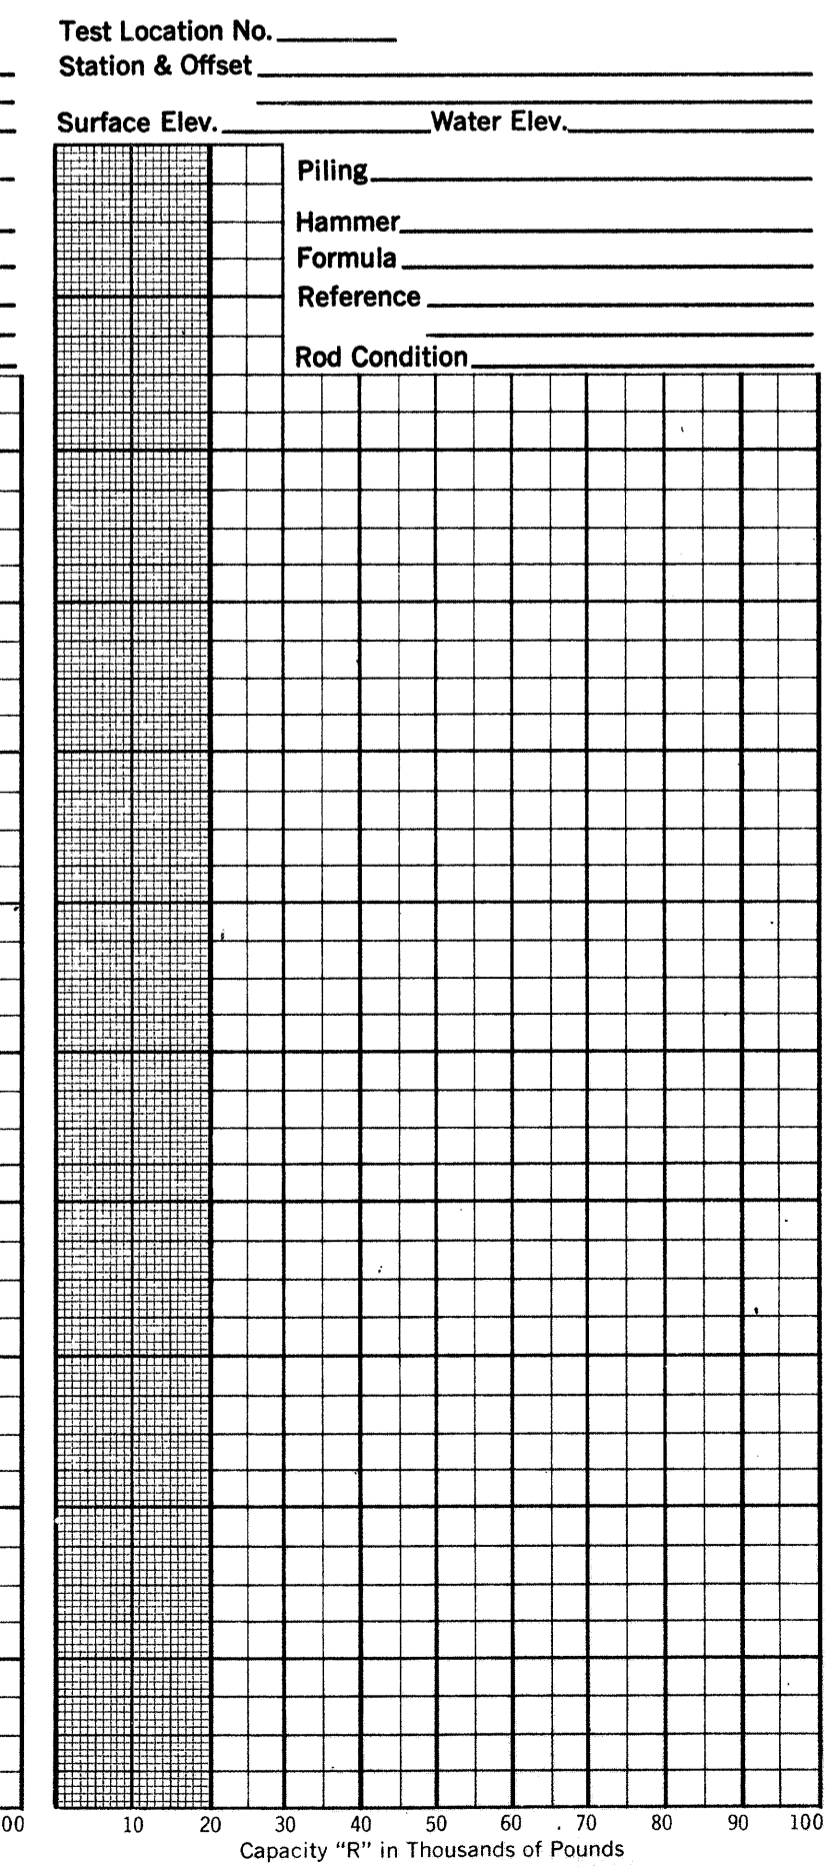 Test Location No.
Station & Offset
Surface Elev. Water Elev.
Piling
Hammer
Formula
Reference
Rod Condition
00 10 20 30 40 50 60 70 80 90 100
Capacity "R" in Thousands of Pounds